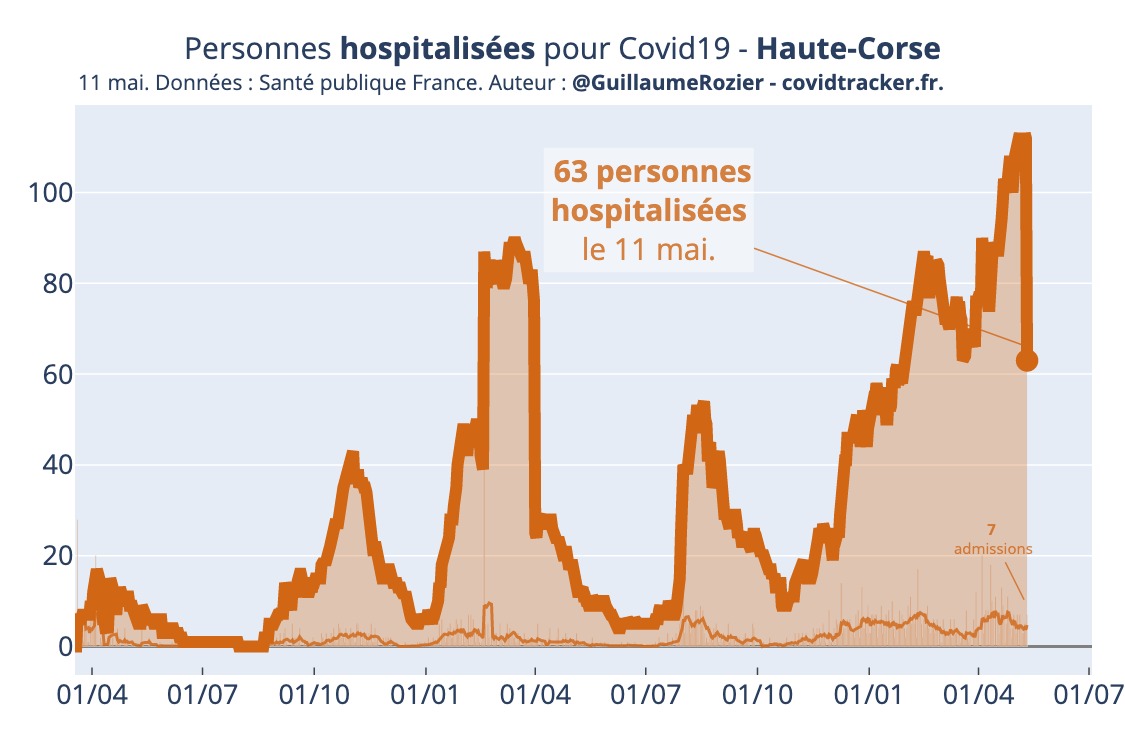 Personnes hospitalisées pour Covid19 - Haute-Corse
11 mai. Données : Santé publique France. Auteur : @GuillaumeRozier - covidtracker.fr.
63 personnes
hospitalisées
le 11 mai.
100
80
60
40
20
0
7
admissions
01/04 01/07 01/10 01/01 01/04 01/07 01/10 01/01 01/04 01/07